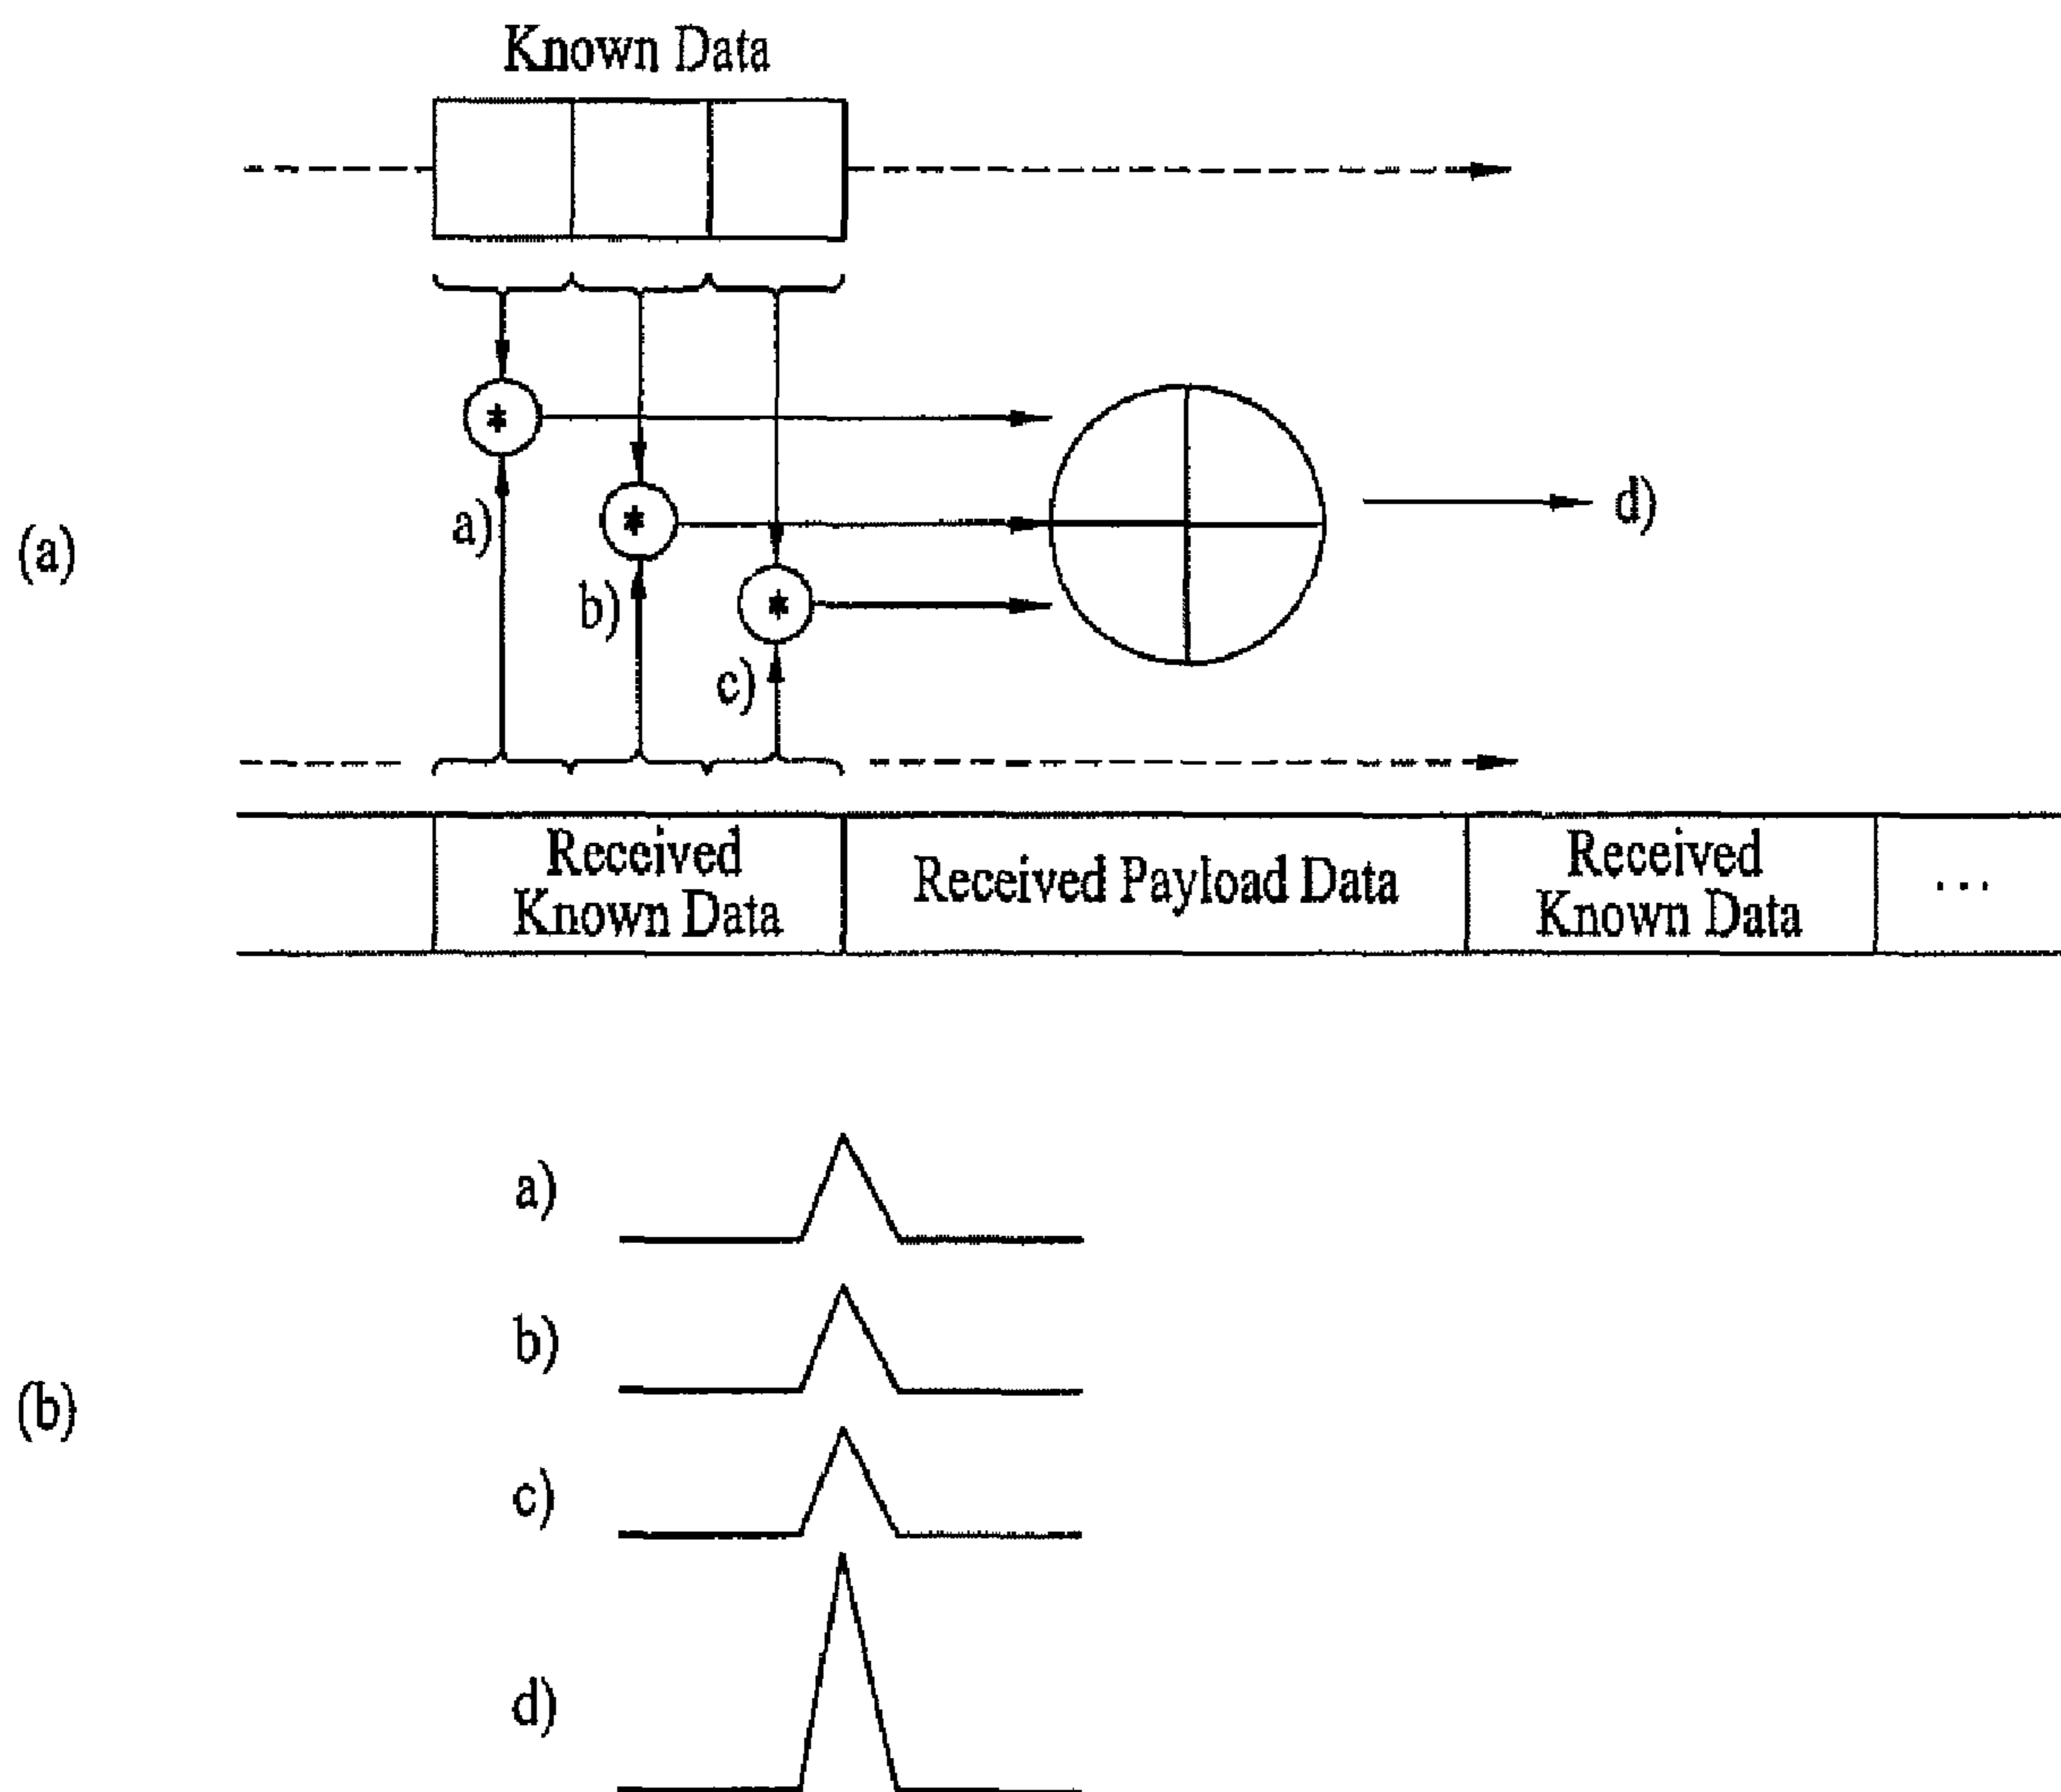 Known Data
*
a)
*
b)
*
c)
d)
(a)
Received
Known Data
Received Payload Data
Received
Known Data
...
a)
b)
c)
d)
(b)